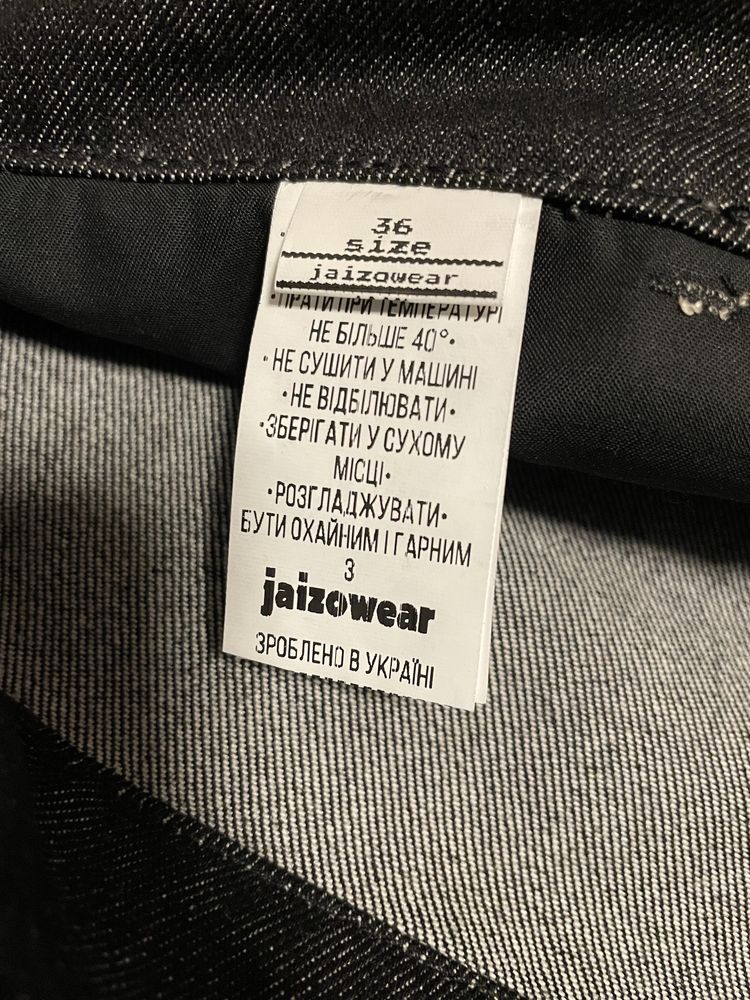 36
size
jaizowear
·ПРАТИ ПРИ ТЕМПЕРАТУРІ
НЕ БІЛЬШЕ 40°·
·НЕ СУШИТИ У МАШИНІ
·НЕ ВІДБІЛЮВАТИ·
·ЗБЕРІГАТИ У СУХОМУ
МІСЦІ·
·РОЗГЛАДЖУВАТИ·
БУТИ ОХАЙНИМ І ГАРНИМ
З
jaizowear
ЗРОБЛЕНО В УКРАЇНІ